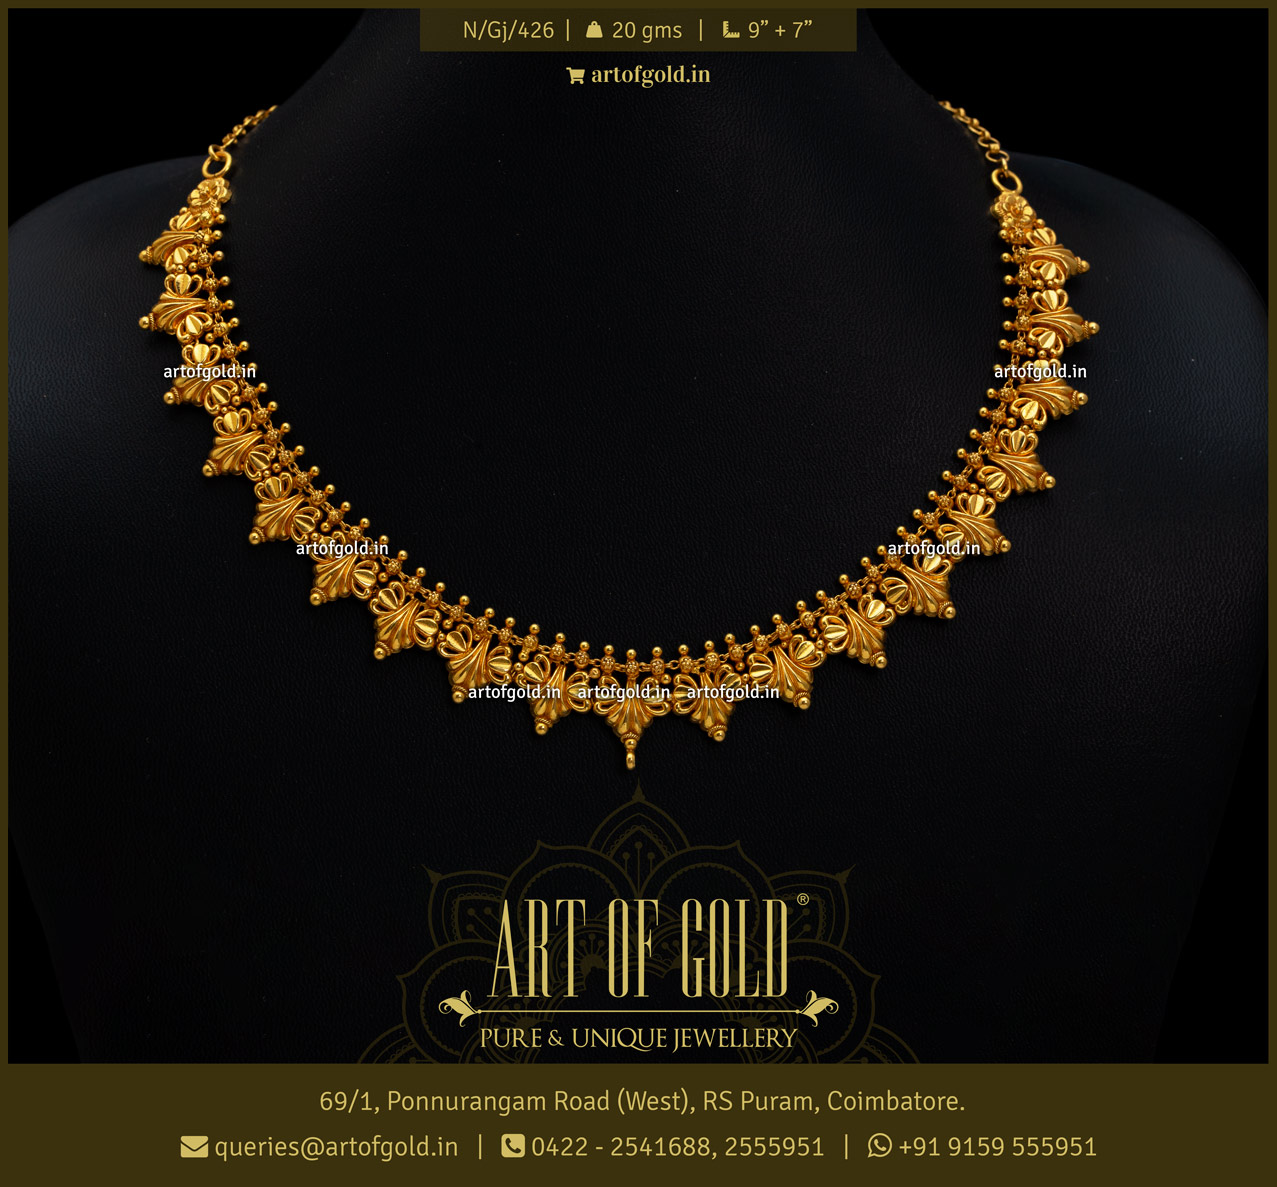 N/Gj/426 | 20 gms | 9” + 7”
artofgold.in
artofgold.in artofgold.in
artofgold.in artofgold.in
artofgold.in artofgold.in artofgold.in
ART OF GOLD®
PURE & UNIQUE JEWELLERY
69/1, Ponnurangam Road (West), RS Puram, Coimbatore.
queries@artofgold.in | 0422 - 2541688, 2555951 | +91 9159 555951